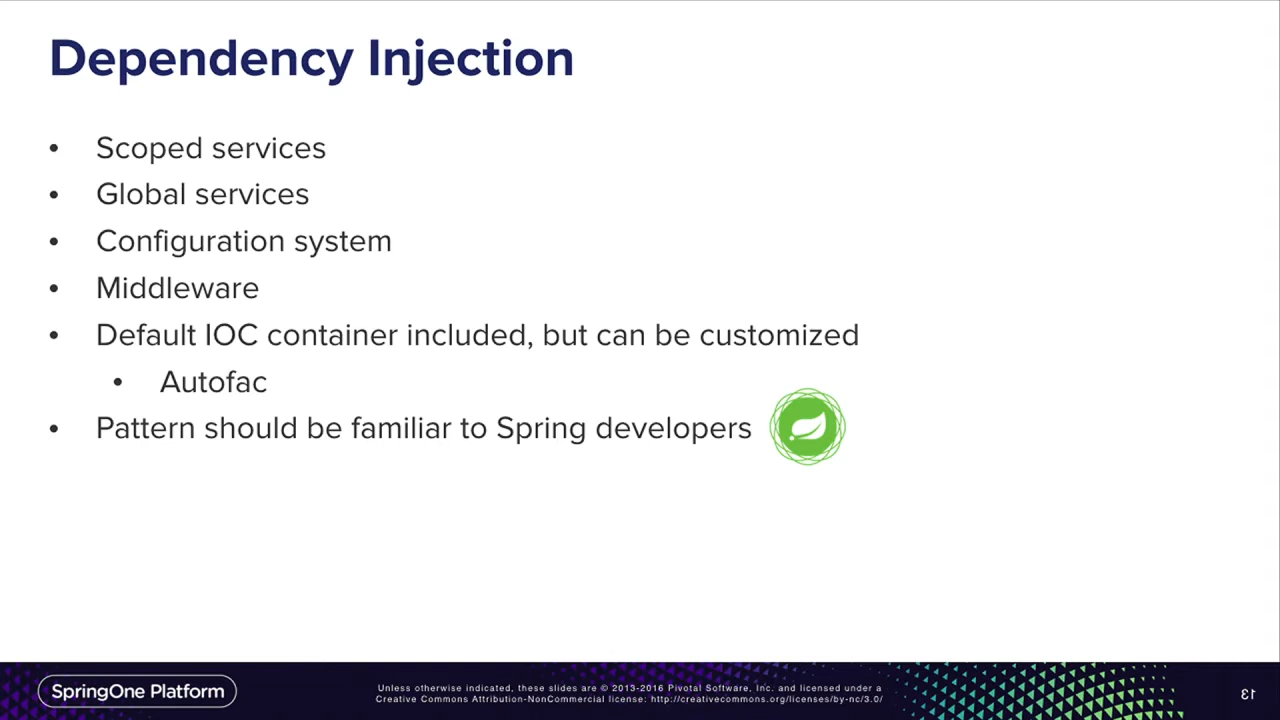 Dependency Injection
• Scoped services
• Global services
• Configuration system
• Middleware
• Default IOC container included, but can be customized
• Autofac
• Pattern should be familiar to Spring developers
SpringOne Platform
Unless otherwise indicated, these slides are © 2013-2016 Pivotal Software, Inc. and licensed under a
Creative Commons Attribution-NonCommercial license: http://creativecommons.org/licenses/by-nc/3.0/
13